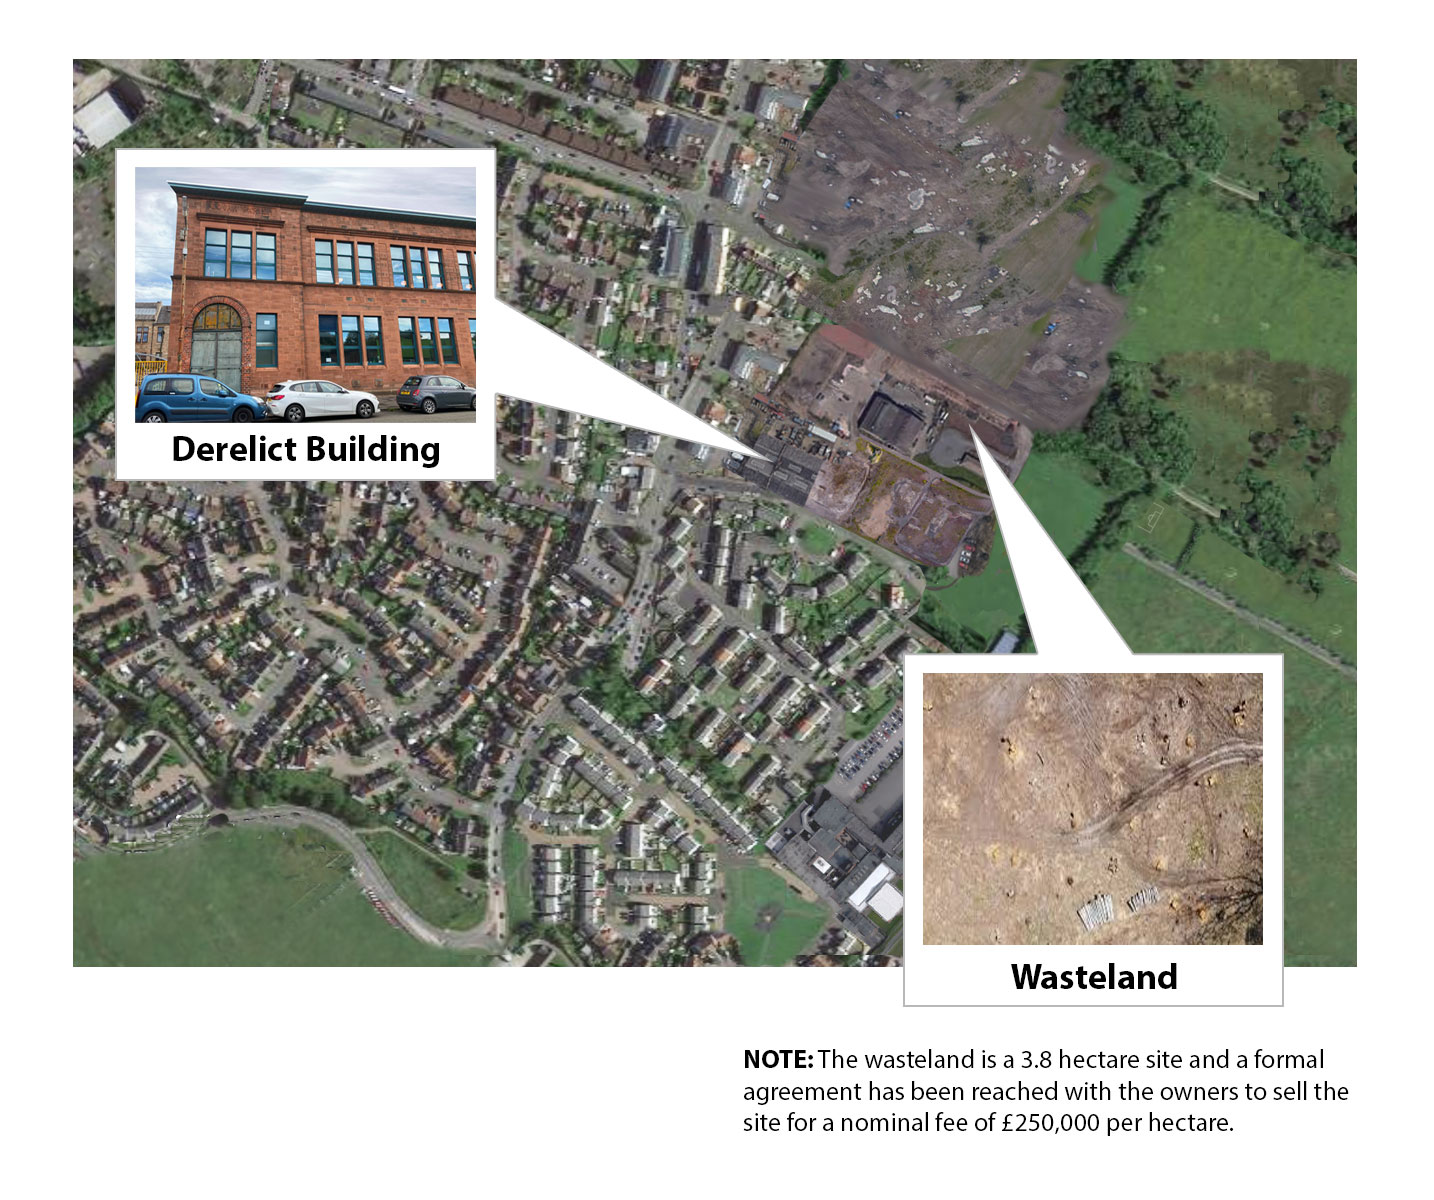 Derelict Building
Wasteland
NOTE: The wasteland is a 3.8 hectare site and a formal
agreement has been reached with the owners to sell the
site for a nominal fee of £250,000 per hectare.